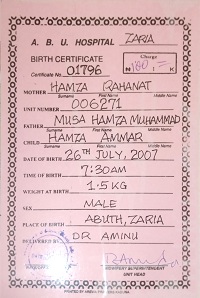 A. B. U. HOSPITAL ZARIA
BIRTH CERTIFICATE
Charge
Certificate No. 01796
₦ 180 := K
MOTHER HAMZA RAHANAT
Surname First Name Middle Name
UNIT NUMBER 006271
FATHER MUSA HAMZA MUHAMMAD
Surname First Name Middle Name
CHILD HAMZA AMMAR
Surname First Name Middle Name
DATE OF BIRTH 26TH JULY, 2007
TIME OF BIRTH 7:30AM
WEIGHT AT BIRTH 1.5KG
SEX MALE
PLACE OF BIRTH ABUTH, ZARIA
DELIVERED BY DR AMINU
UNIT HEAD